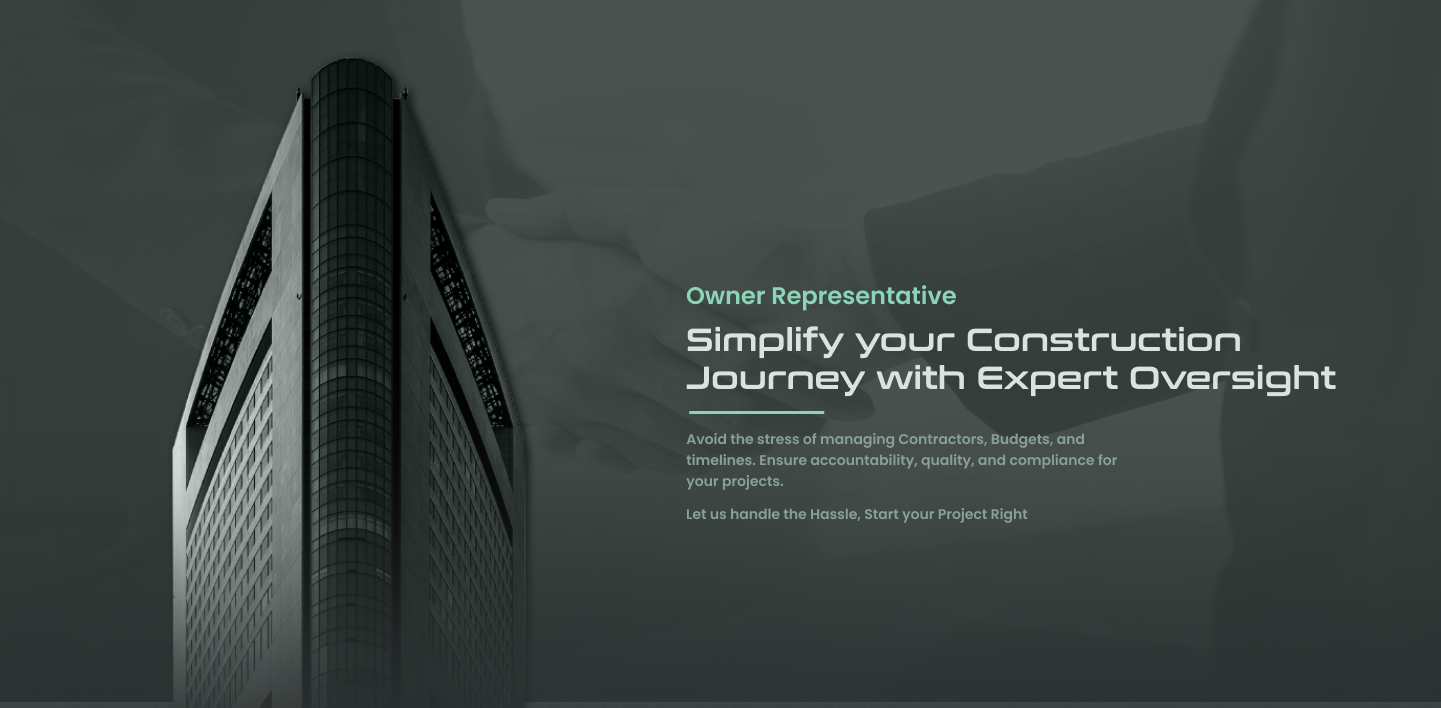 Owner Representative
Simplify your Construction
Journey with Expert Oversight
Avoid the stress of managing Contractors, Budgets, and
timelines. Ensure accountability, quality, and compliance for
your projects.
Let us handle the Hassle, Start your Project Right